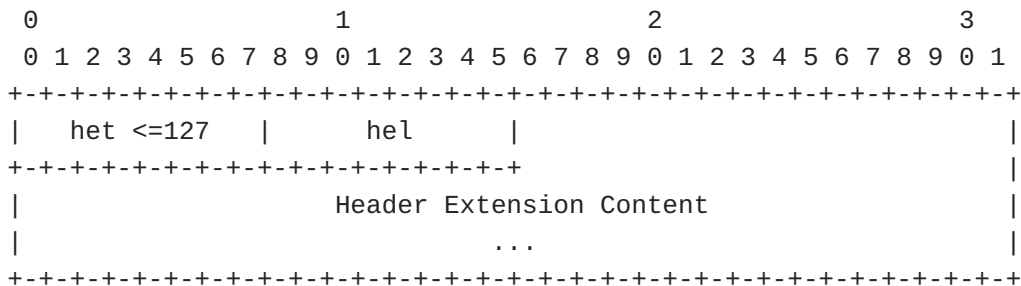 0                   1                   2                   3
 0 1 2 3 4 5 6 7 8 9 0 1 2 3 4 5 6 7 8 9 0 1 2 3 4 5 6 7 8 9 0 1
+-+-+-+-+-+-+-+-+-+-+-+-+-+-+-+-+-+-+-+-+-+-+-+-+-+-+-+-+-+-+-+-+
|   het <=127   |      hel      |                               |
+-+-+-+-+-+-+-+-+-+-+-+-+-+-+-+-+                               |
|                    Header Extension Content                   |
|                              ...                              |
+-+-+-+-+-+-+-+-+-+-+-+-+-+-+-+-+-+-+-+-+-+-+-+-+-+-+-+-+-+-+-+-+